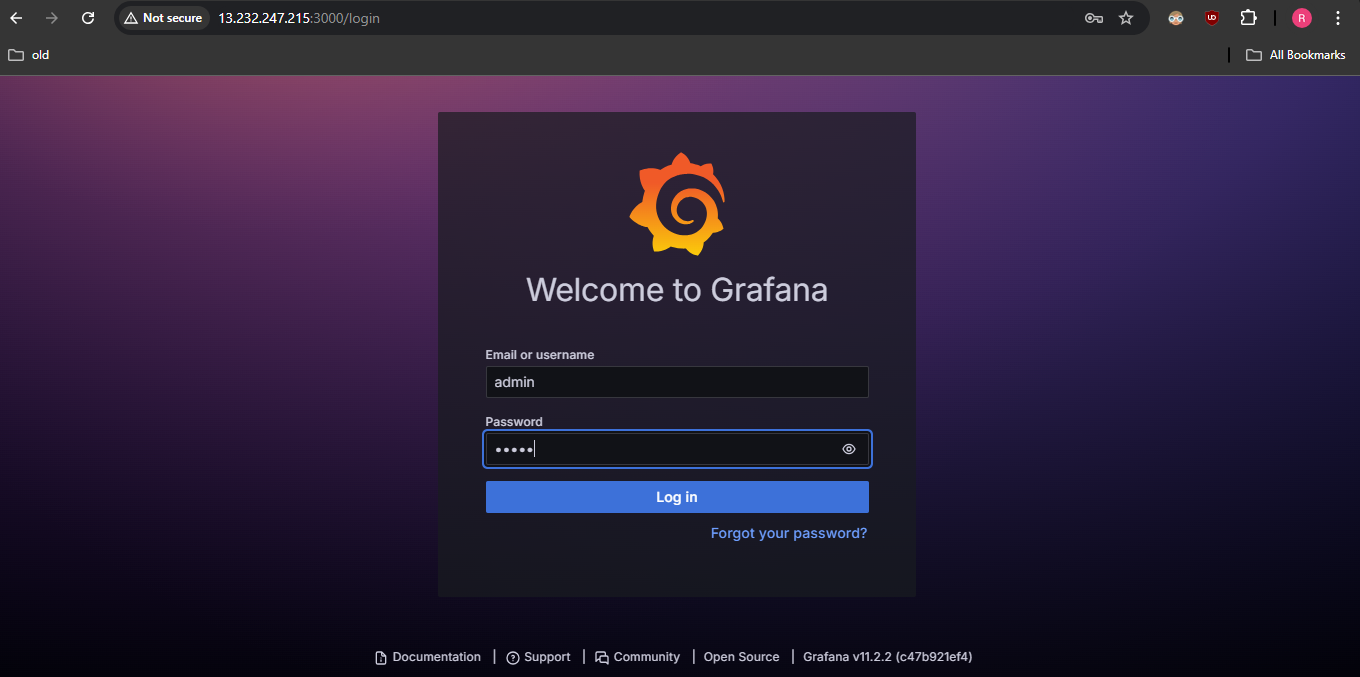 Not secure 13.232.247.215:3000/login
R
old
All Bookmarks
Welcome to Grafana
Email or username
admin
Password
•••••
Log in
Forgot your password?
Documentation | Support | Community | Open Source | Grafana v11.2.2 (c47b921ef4)